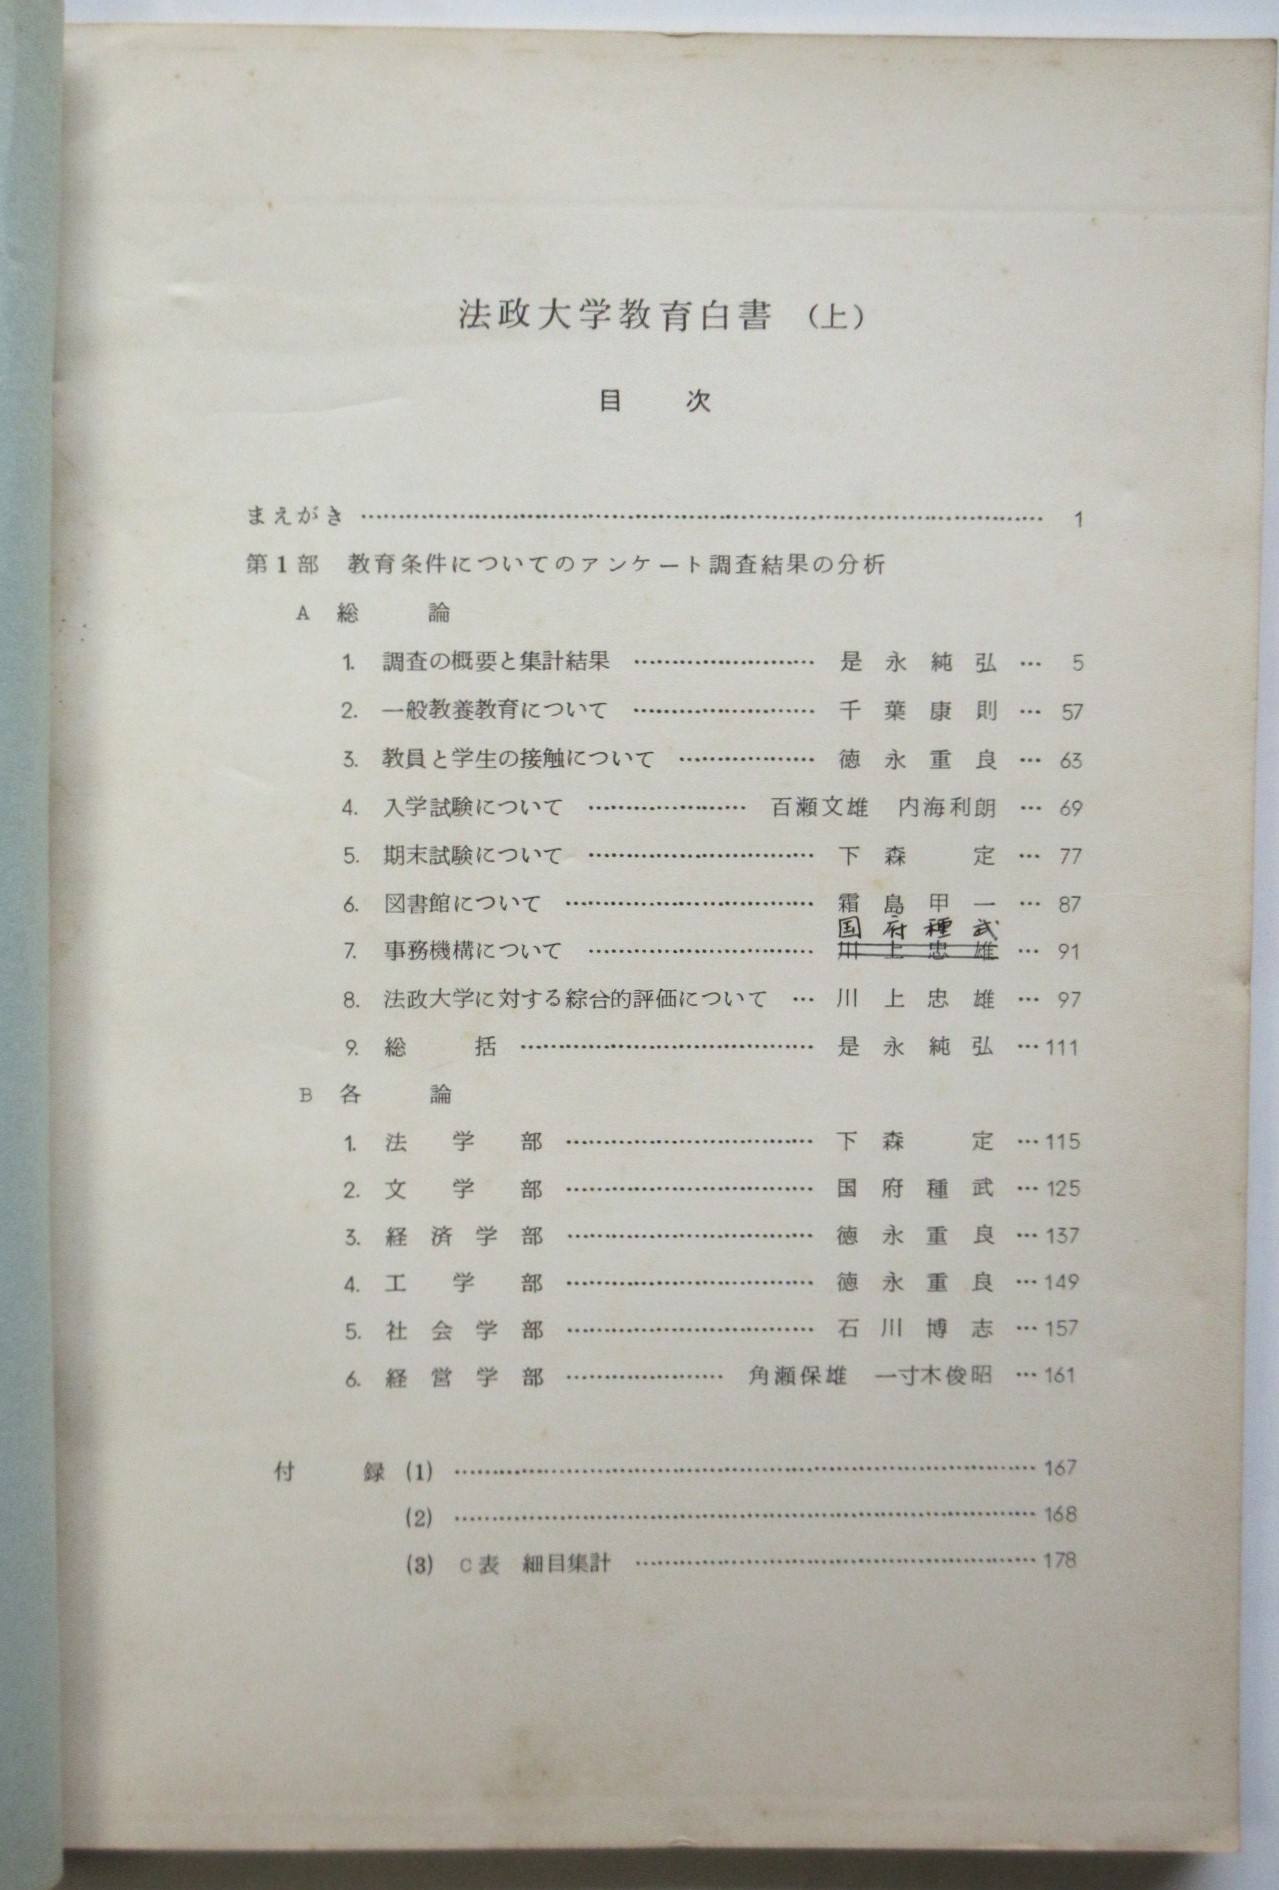 法政大学教育白書 (上)
目 次
まえがき ………………………………………………………………………… 1
第1部 教育条件についてのアンケート調査結果の分析
A 総 論
1. 調査の概要と集計結果 …………………… 是永純弘 … 5
2. 一般教養教育について …………………… 千葉康則 … 57
3. 教員と学生の接触について ……………… 徳永重良 … 63
4. 入学試験について ………………… 百瀬文雄 内海利朗 … 69
5. 期末試験について ………………………… 下森 定 … 77
6. 図書館について …………………………… 霜島甲一 … 87
国府種武
7. 事務機構について ………………………… 川上忠雄 … 91
8. 法政大学に対する綜合的評価について … 川上忠雄 … 97
9. 総 括 ………………………………… 是永純弘 … 111
B 各 論
1. 法学部 …………………………… 下森 定 … 115
2. 文学部 …………………………… 国府種武 … 125
3. 経済学部 …………………………… 徳永重良 … 137
4. 工学部 …………………………… 徳永重良 … 149
5. 社会学部 …………………………… 石川博志 … 157
6. 経営学部 ………………… 角瀬保雄 一寸木俊昭 … 161
付 録 (1) …………………………………………………………… 167
(2) …………………………………………………………… 168
(3) C表 細目集計 ………………………………………… 178